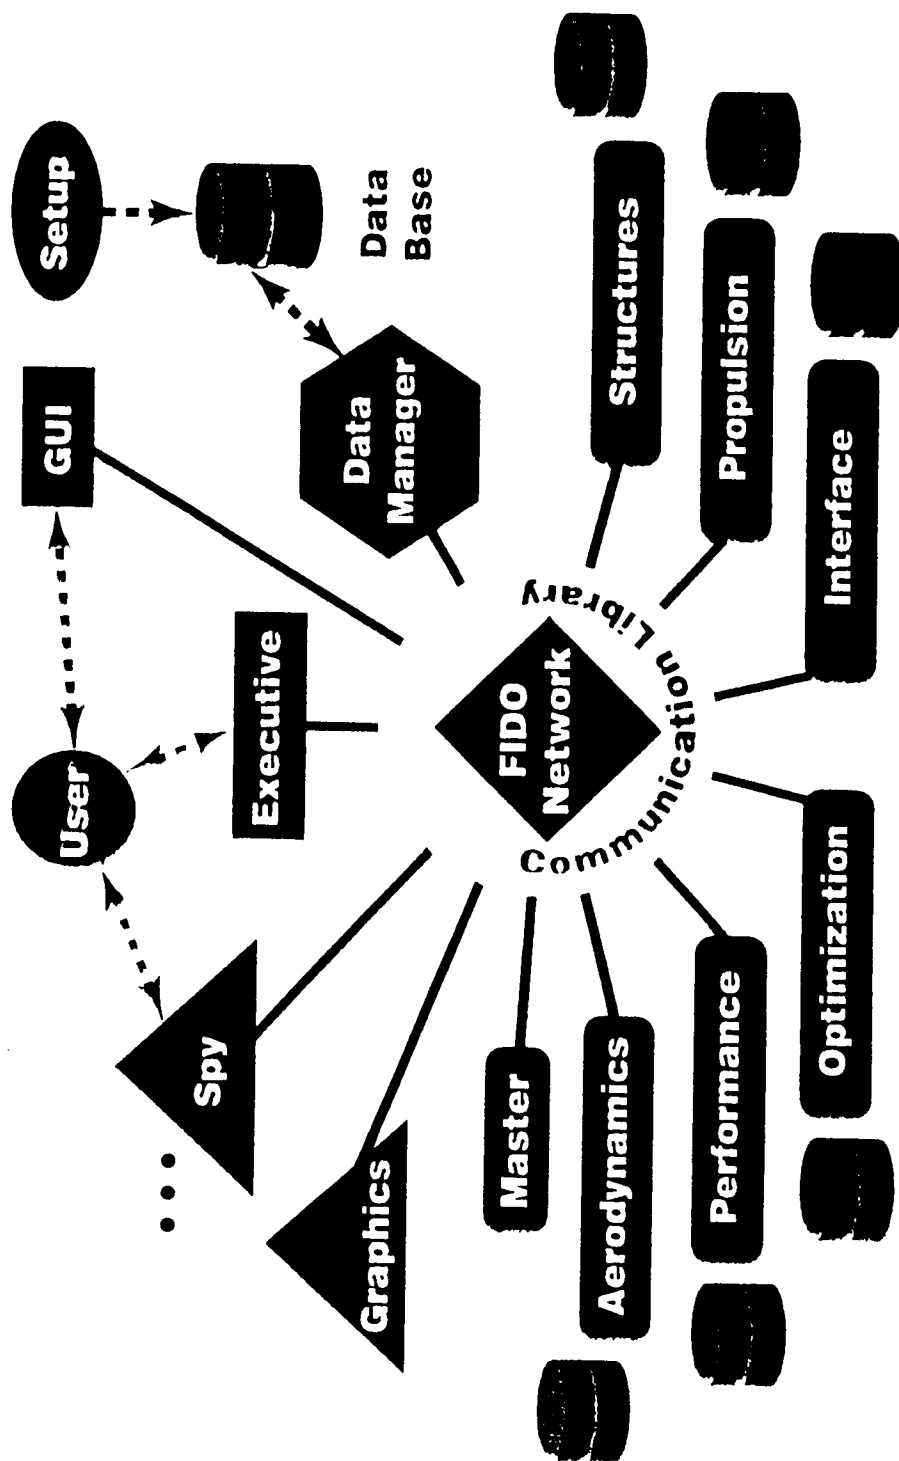 User
GUI
Setup
Spy
Executive
Data
Manager
Data
Base
Graphics
FIDO
Network
Communication Library
Master
Aerodynamics
Performance
Optimization
Interface
Propulsion
Structures